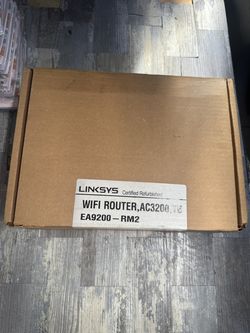 LINKSYS Certified Refurbished
WIFI ROUTER,AC3200,
EA9200-RM2